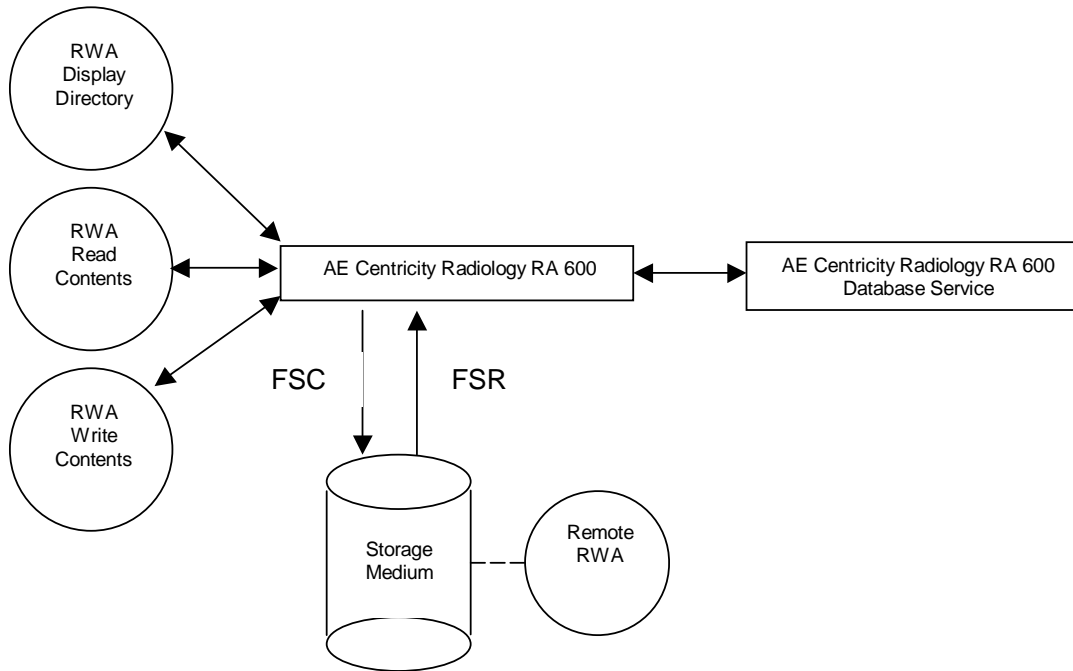 RWA
Display
Directory
RWA
Read
Contents
AE Centricity Radiology RA 600
AE Centricity Radiology RA 600
Database Service
RWA
Write
Contents
FSC
FSR
Storage
Medium
Remote
RWA